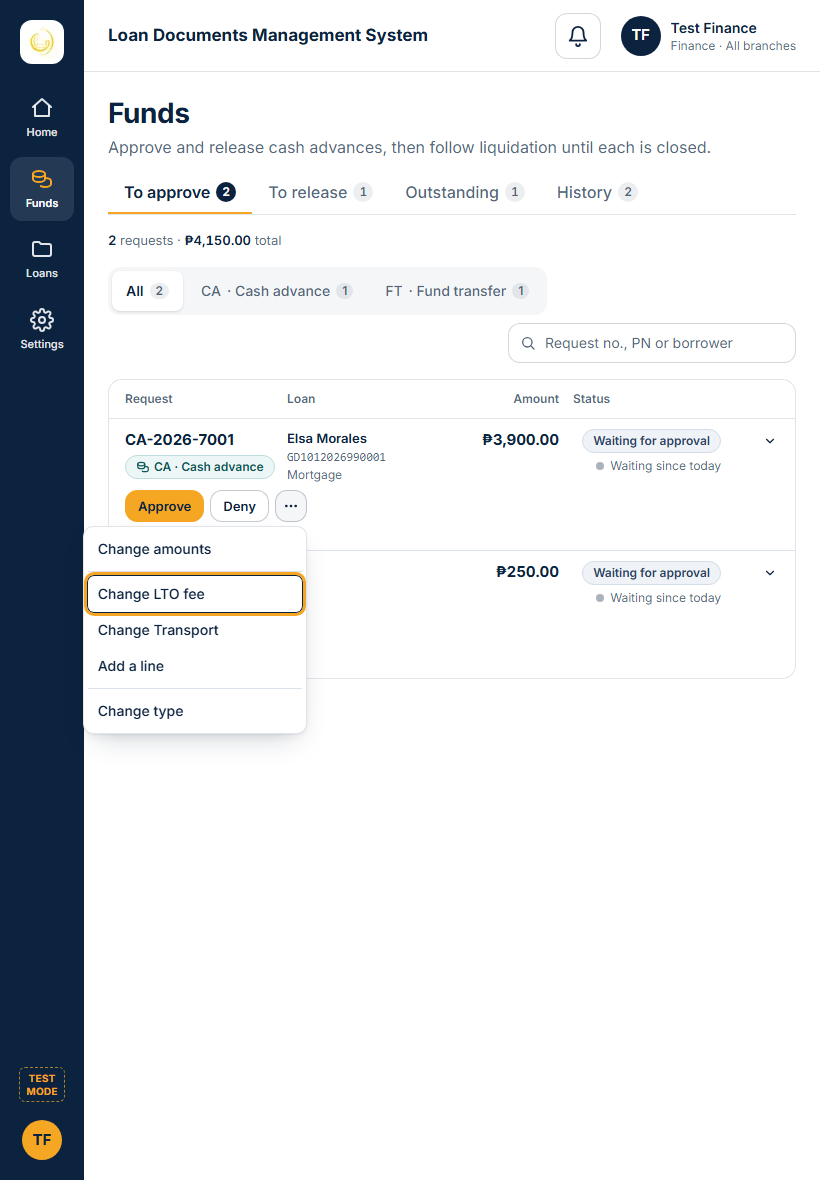 Loan Documents Management System
TF
Test Finance
Finance · All branches
Home
Funds
Loans
Settings
Funds
Approve and release cash advances, then follow liquidation until each is closed.
To approve 2
To release 1
Outstanding 1
History 2
2 requests · ₱4,150.00 total
All 2
CA · Cash advance 1
FT · Fund transfer 1
Request no., PN or borrower
Request
Loan
Amount
Status
CA-2026-7001
Elsa Morales
₱3,900.00
Waiting for approval
CA · Cash advance
GD1012026990001
Mortgage
Waiting since today
Approve
Deny
Change amounts
Change LTO fee
Change Transport
Add a line
Change type
₱250.00
Waiting for approval
Waiting since today
TEST
MODE
TF